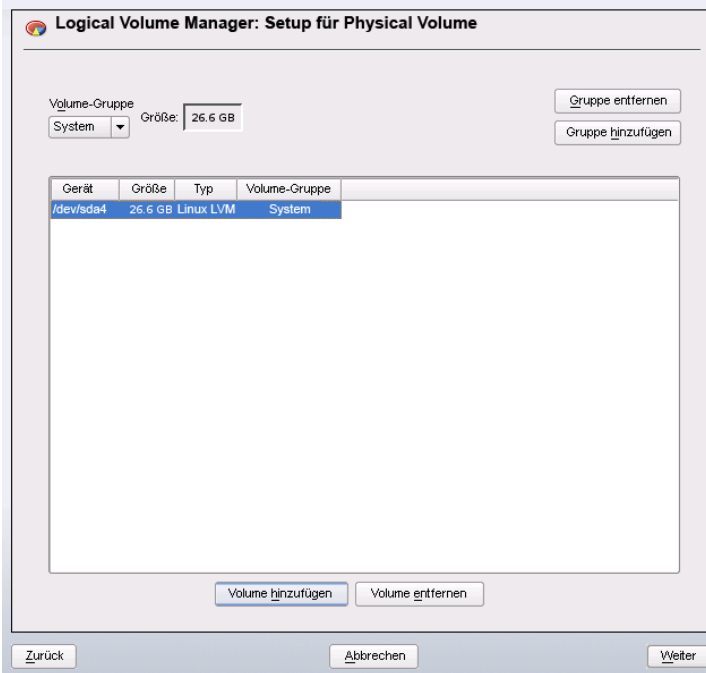 Logical Volume Manager: Setup für Physical Volume
Volume-Gruppe
System
Größe: 26.6 GB
Gruppe entfernen
Gruppe hinzufügen
Gerät Größe Typ Volume-Gruppe
/dev/sda4 26.6 GB Linux LVM System
Volume hinzufügen Volume entfernen
Zurück Abbrechen Weiter